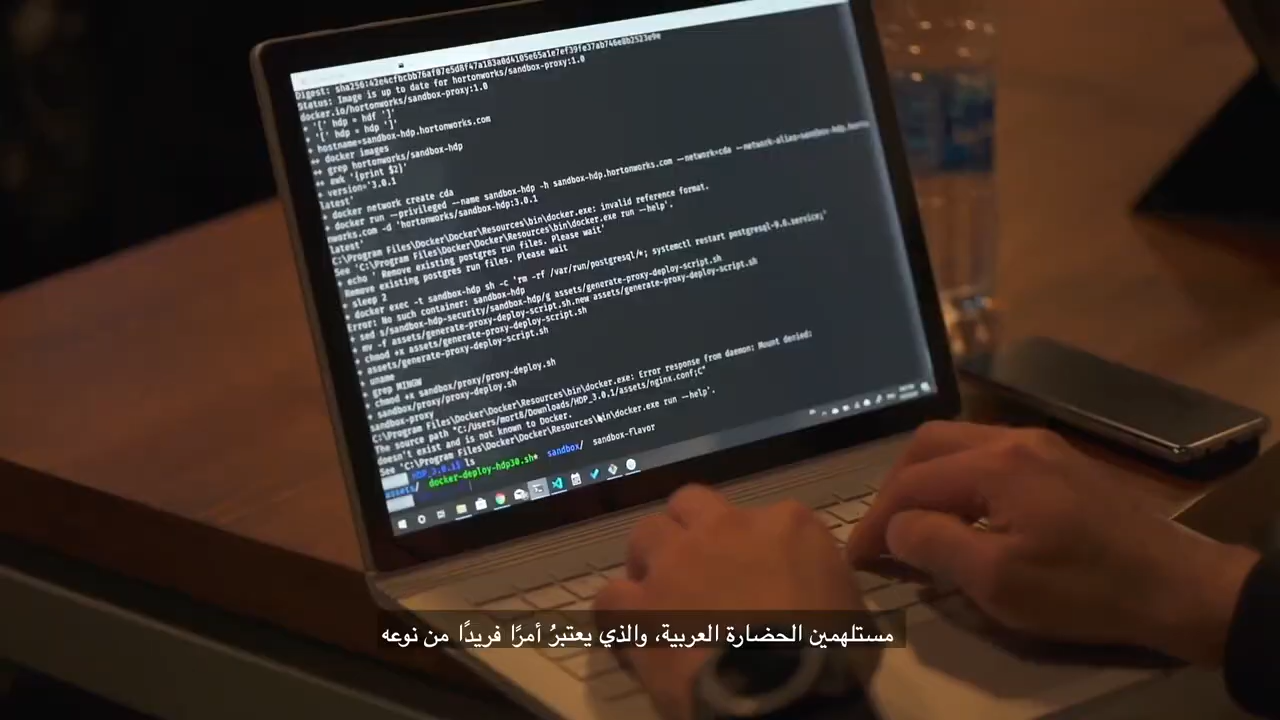 Digest: sha256:42e4cfbcbb76af07e5d8f47a183a0d4105e65a1e7ef39fe37ab746e8b2523e9e
Status: Image is up to date for hortonworks/sandbox-proxy:1.0
docker.io/hortonworks/sandbox-proxy:1.0
+ '[' hdp = hdf ']'
+ '[' hdp = hdp ']'
+ hostname=sandbox-hdp.hortonworks.com
++ docker images
++ grep hortonworks/sandbox-hdp
++ awk '{print $2}'
+ version='3.0.1
latest'
+ docker network create cda
+ docker run --privileged --name sandbox-hdp -h sandbox-hdp.hortonworks.com --network=cda --network-alias=sandbox-hdp.horto
nworks.com -d 'hortonworks/sandbox-hdp:3.0.1
latest'
C:\Program Files\Docker\Docker\Resources\bin\docker.exe: invalid reference format.
See 'C:\Program Files\Docker\Docker\Resources\bin\docker.exe run --help'.
+ echo ' Remove existing postgres run files. Please wait'
Remove existing postgres run files. Please wait
+ sleep 2
+ docker exec -t sandbox-hdp sh -c 'rm -rf /var/run/postgresql/*; systemctl restart postgresql-9.6.service;'
Error: No such container: sandbox-hdp
+ sed s/sandbox-hdp-security/sandbox-hdp/g assets/generate-proxy-deploy-script.sh
+ mv -f assets/generate-proxy-deploy-script.sh.new assets/generate-proxy-deploy-script.sh
+ chmod +x assets/generate-proxy-deploy-script.sh
+ assets/generate-proxy-deploy-script.sh
+ uname
+ grep MINGW
+ chmod +x sandbox/proxy/proxy-deploy.sh
+ sandbox/proxy/proxy-deploy.sh
sandbox-proxy
C:\Program Files\Docker\Docker\Resources\bin\docker.exe: Error response from daemon: Mount denied:
The source path "C:/Users/mort8/Downloads/HDP_3.0.1/assets/nginx.conf;C"
doesn't exist and is not known to Docker.
See 'C:\Program Files\Docker\Docker\Resources\bin\docker.exe run --help'.
HDP_3.0.1$ ls
assets/ docker-deploy-hdp30.sh* sandbox/ sandbox-flavor
مستلهمين الحضارة العربية، والذي يعتبرُ أمرًا فريدًا من نوعه